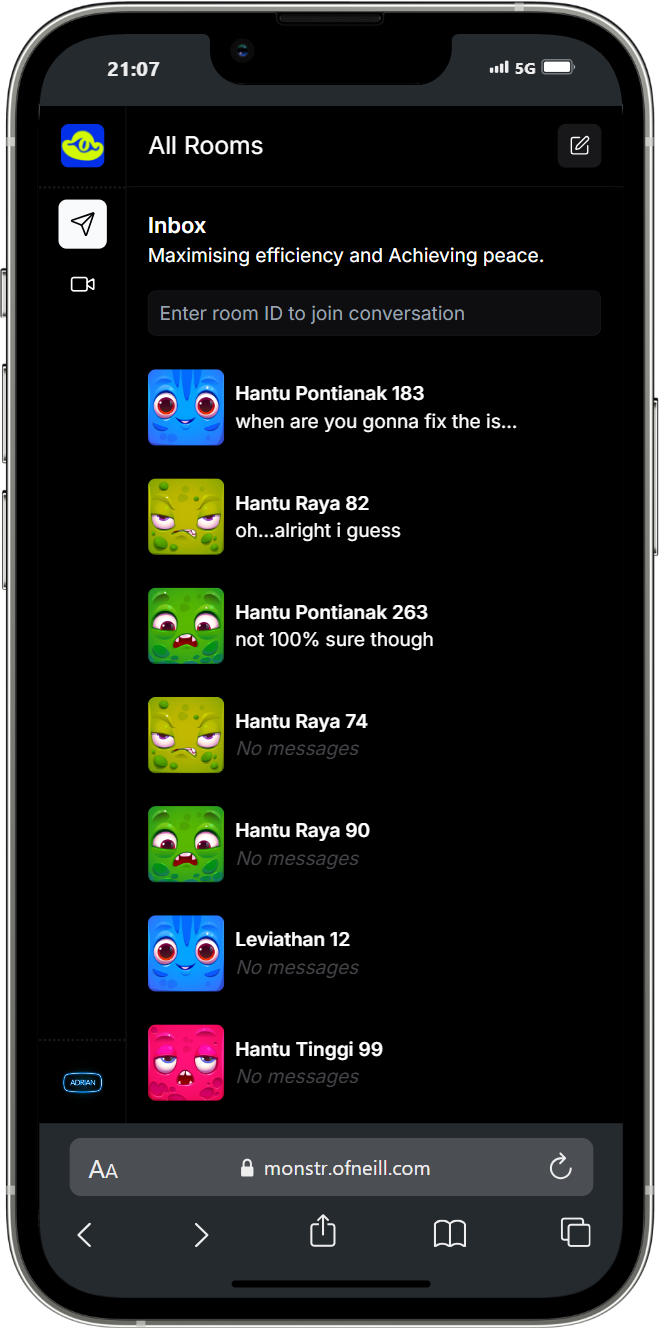 21:07
5G
All Rooms
Inbox
Maximising efficiency and Achieving peace.
Enter room ID to join conversation
Hantu Pontianak 183
when are you gonna fix the is...
Hantu Raya 82
oh...alright i guess
Hantu Pontianak 263
not 100% sure though
Hantu Raya 74
No messages
Hantu Raya 90
No messages
Leviathan 12
No messages
Hantu Tinggi 99
No messages
ADRIAN
AA
monstr.ofneill.com